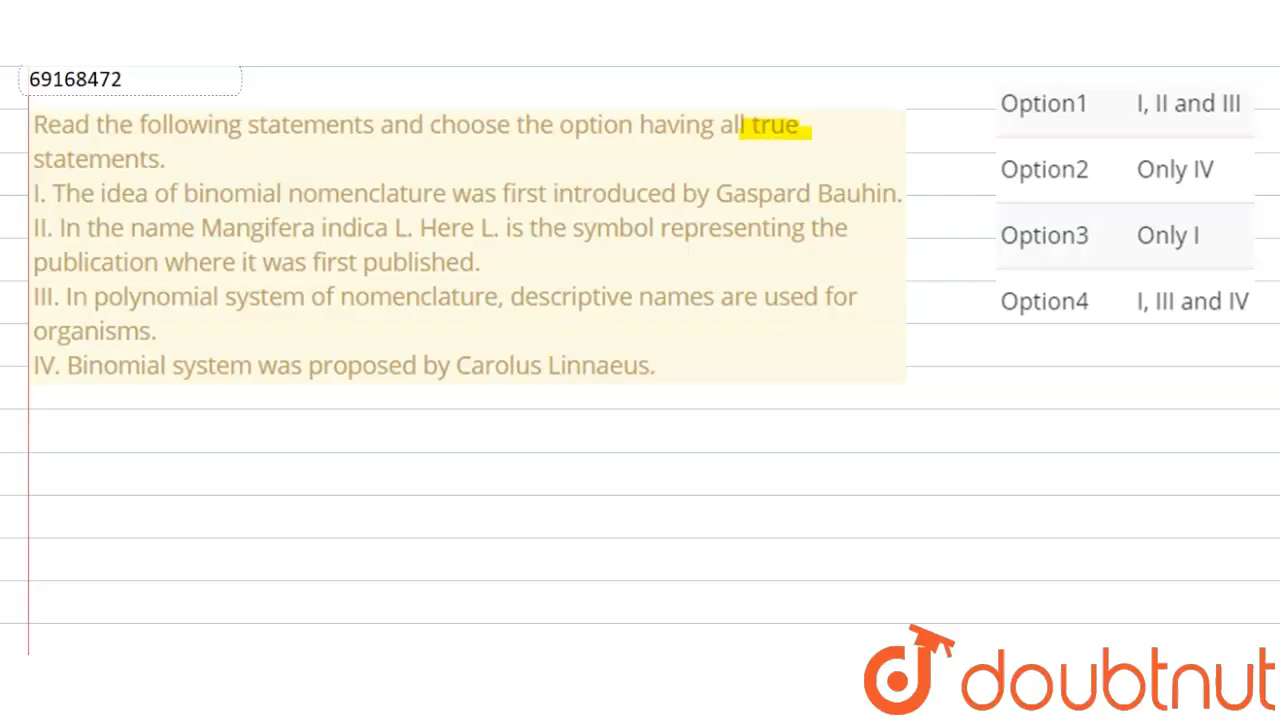 69168472
Read the following statements and choose the option having all true
statements.
I. The idea of binomial nomenclature was first introduced by Gaspard Bauhin.
II. In the name Mangifera indica L. Here L. is the symbol representing the
publication where it was first published.
III. In polynomial system of nomenclature, descriptive names are used for
organisms.
IV. Binomial system was proposed by Carolus Linnaeus.
Option1 I, II and III
Option2 Only IV
Option3 Only I
Option4 I, III and IV
doubtnut